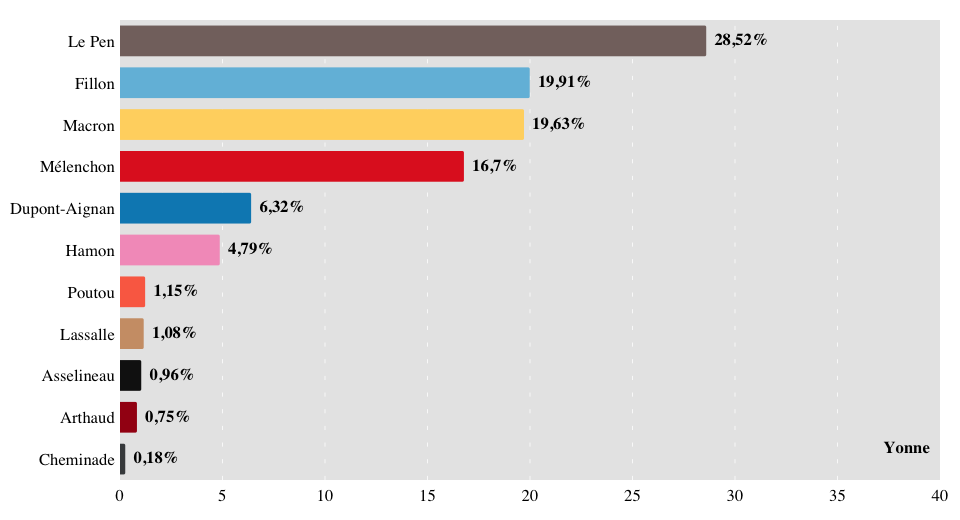 Le Pen 28,52%
Fillon 19,91%
Macron 19,63%
Mélenchon 16,7%
Dupont-Aignan 6,32%
Hamon 4,79%
Poutou 1,15%
Lassalle 1,08%
Asselineau 0,96%
Arthaud 0,75%
Yonne
Cheminade 0,18%
0 5 10 15 20 25 30 35 40